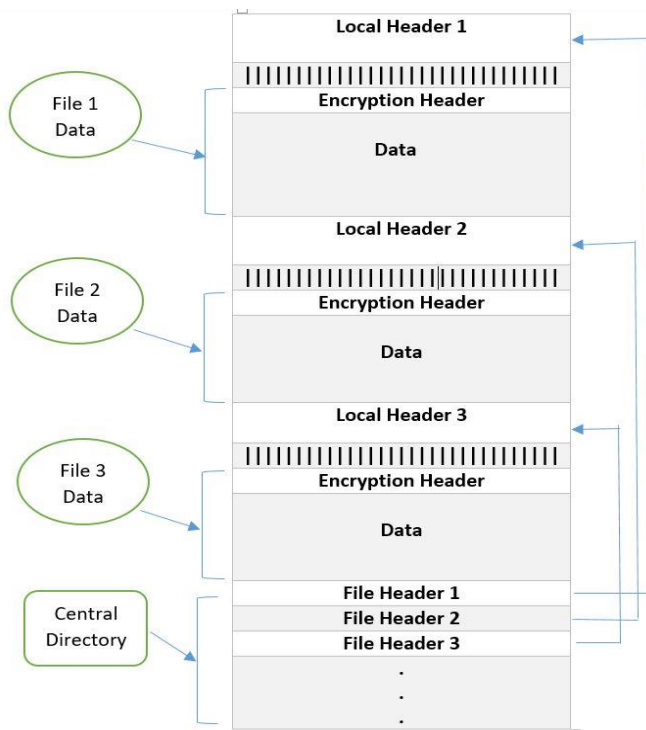 Local Header 1
||||||||||||||||||||||||||||||||
File 1
Data
Encryption Header
Data
Local Header 2
||||||||||||||||||||||||||||||||
File 2
Data
Encryption Header
Data
Local Header 3
||||||||||||||||||||||||||||||||
File 3
Data
Encryption Header
Data
File Header 1
Central
Directory
File Header 2
File Header 3
.
.
.